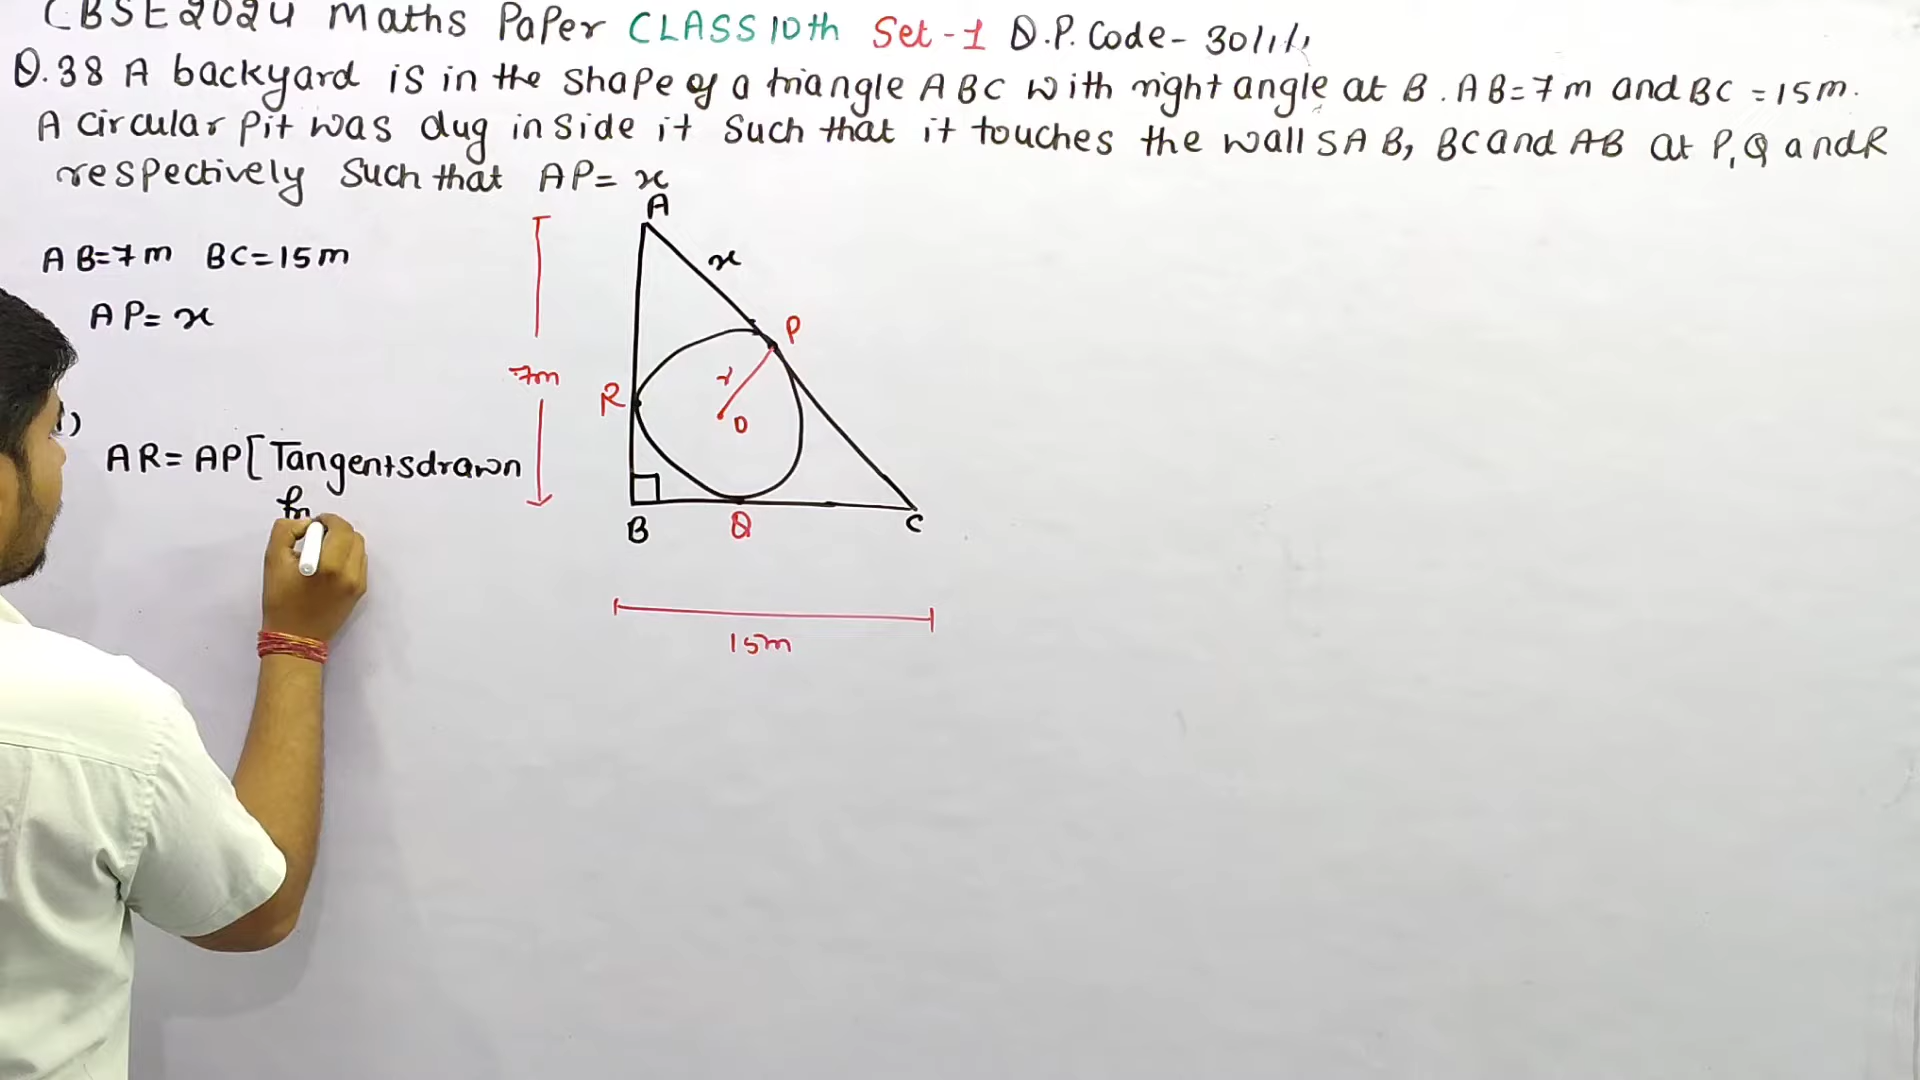 CBSE 2024 Maths Paper CLASS 10th Set-1 Q.P. Code- 30/1/1
Q.38 A backyard is in the shape of a triangle ABC with right angle at B. AB=7m and BC =15m.
A circular pit was dug inside it such that it touches the walls AB, BC and AB at P, Q and R
respectively such that AP= x
A
AB=7m BC=15m
x
AP= x
P
7m
r
R
O
1)
AR= AP [Tangents drawn
B
Q
C
15m